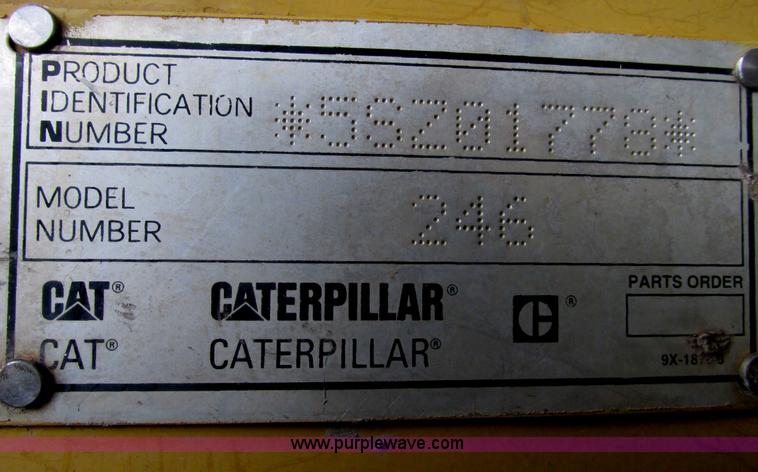 PRODUCT
IDENTIFICATION
NUMBER
*5SZ01778*
MODEL
NUMBER
246
CAT® CATERPILLAR® C®
PARTS ORDER
CAT® CATERPILLAR®
www.purplewave.com